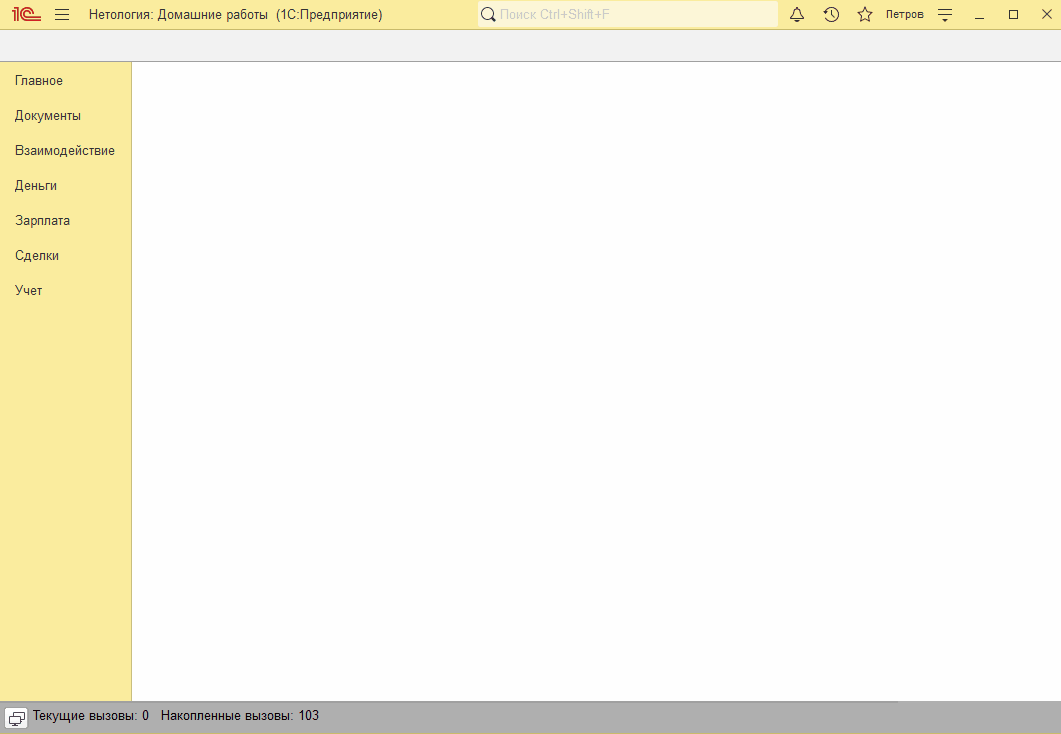 1С Нетология: Домашние работы (1С:Предприятие) Поиск Ctrl+Shift+F Петров
Главное
Документы
Взаимодействие
Деньги
Зарплата
Сделки
Учет
Текущие вызовы: 0 Накопленные вызовы: 103